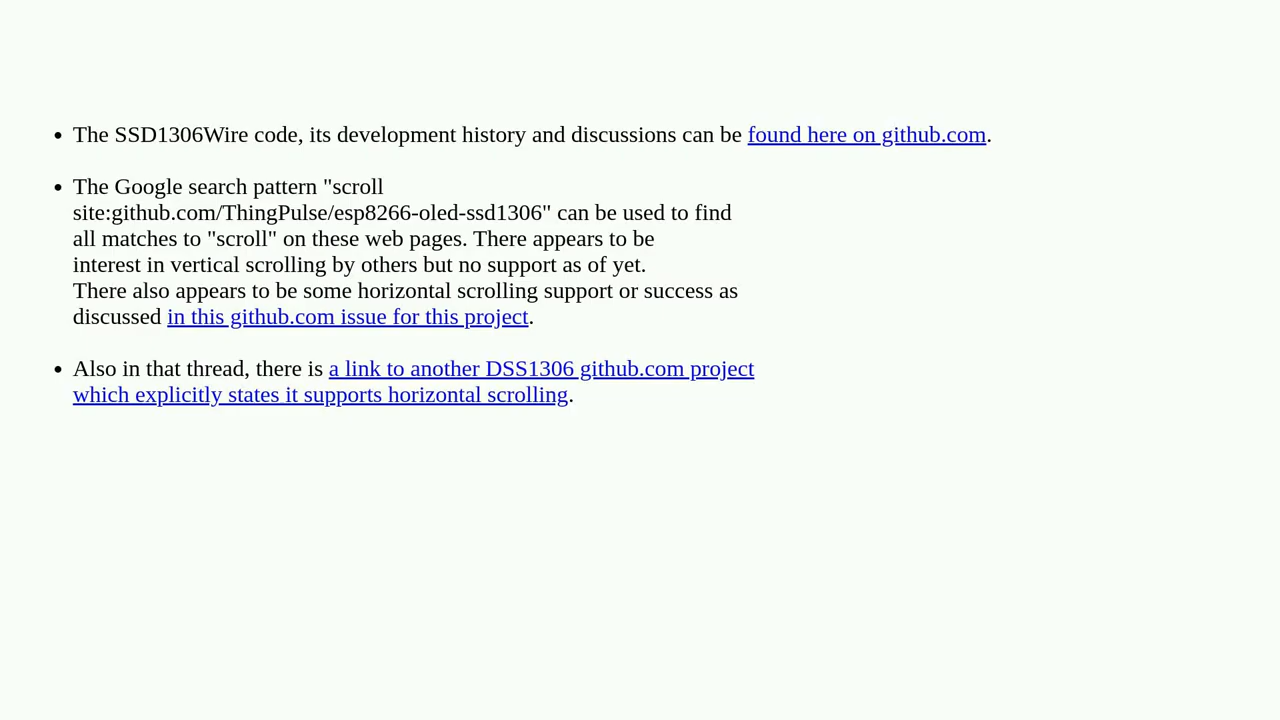 • The SSD1306Wire code, its development history and discussions can be found here on github.com.
• The Google search pattern "scroll
site:github.com/ThingPulse/esp8266-oled-ssd1306" can be used to find
all matches to "scroll" on these web pages. There appears to be
interest in vertical scrolling by others but no support as of yet.
There also appears to be some horizontal scrolling support or success as
discussed in this github.com issue for this project.
• Also in that thread, there is a link to another DSS1306 github.com project
which explicitly states it supports horizontal scrolling.